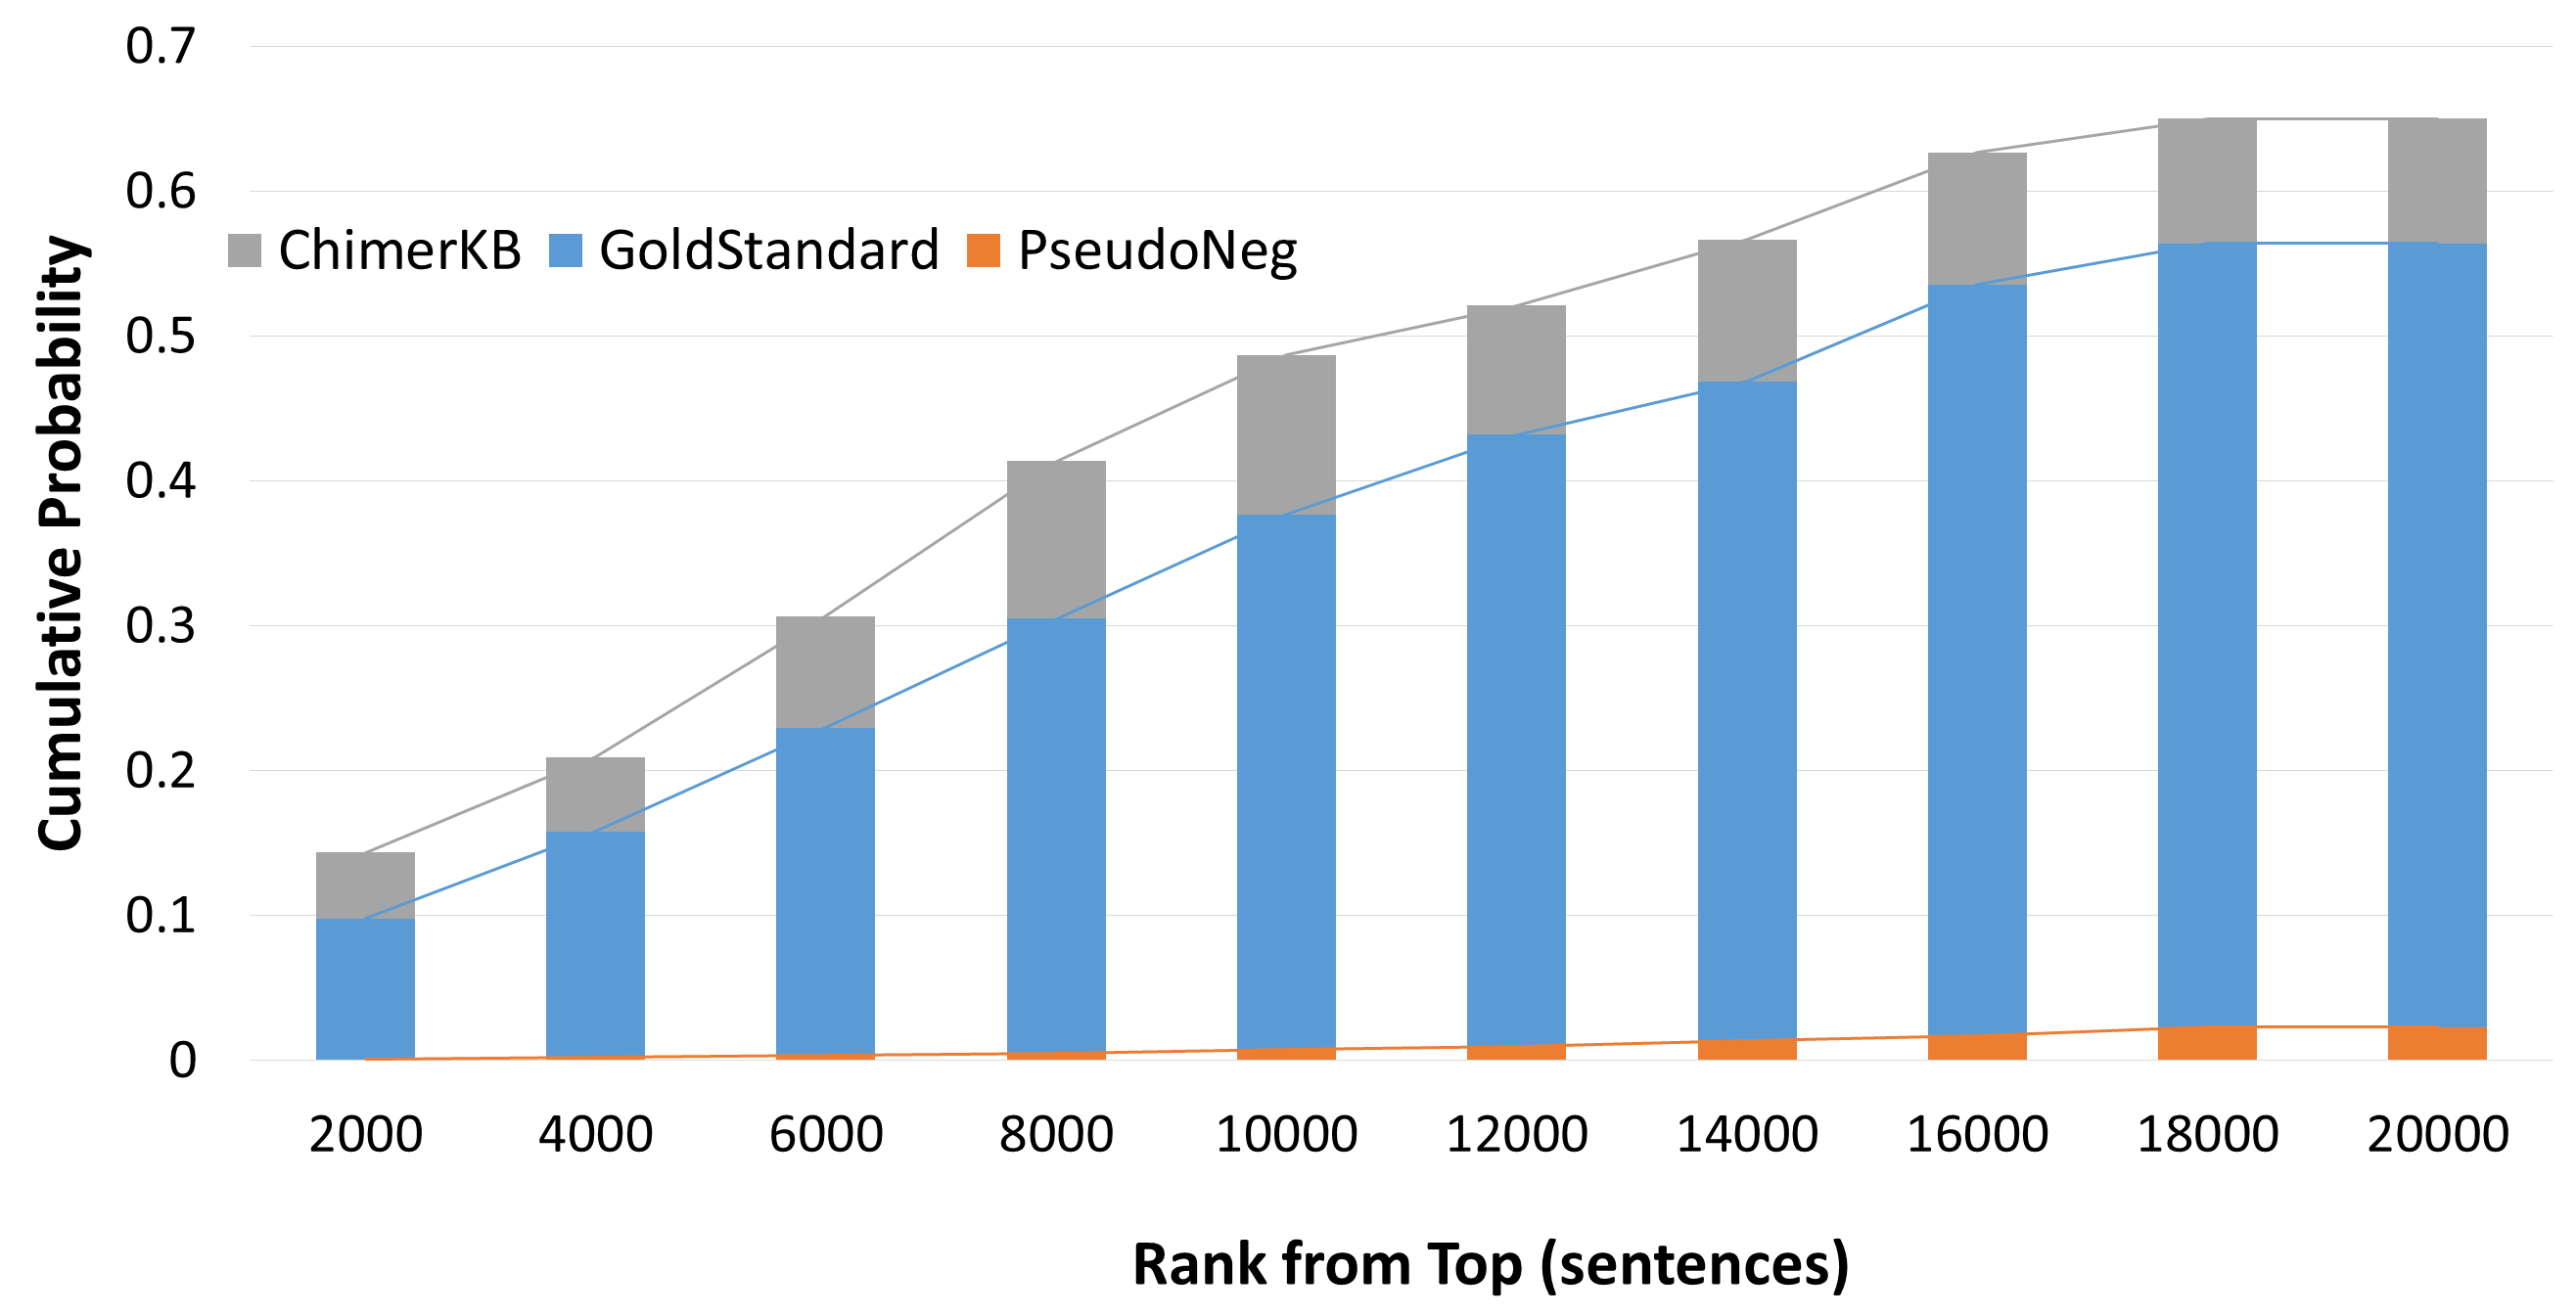 0.7
0.6
ChimerKB GoldStandard PseudoNeg
0.5
0.4
0.3
0.2
0.1
0
Cumulative Probability
2000 4000 6000 8000 10000 12000 14000 16000 18000 20000
Rank from Top (sentences)